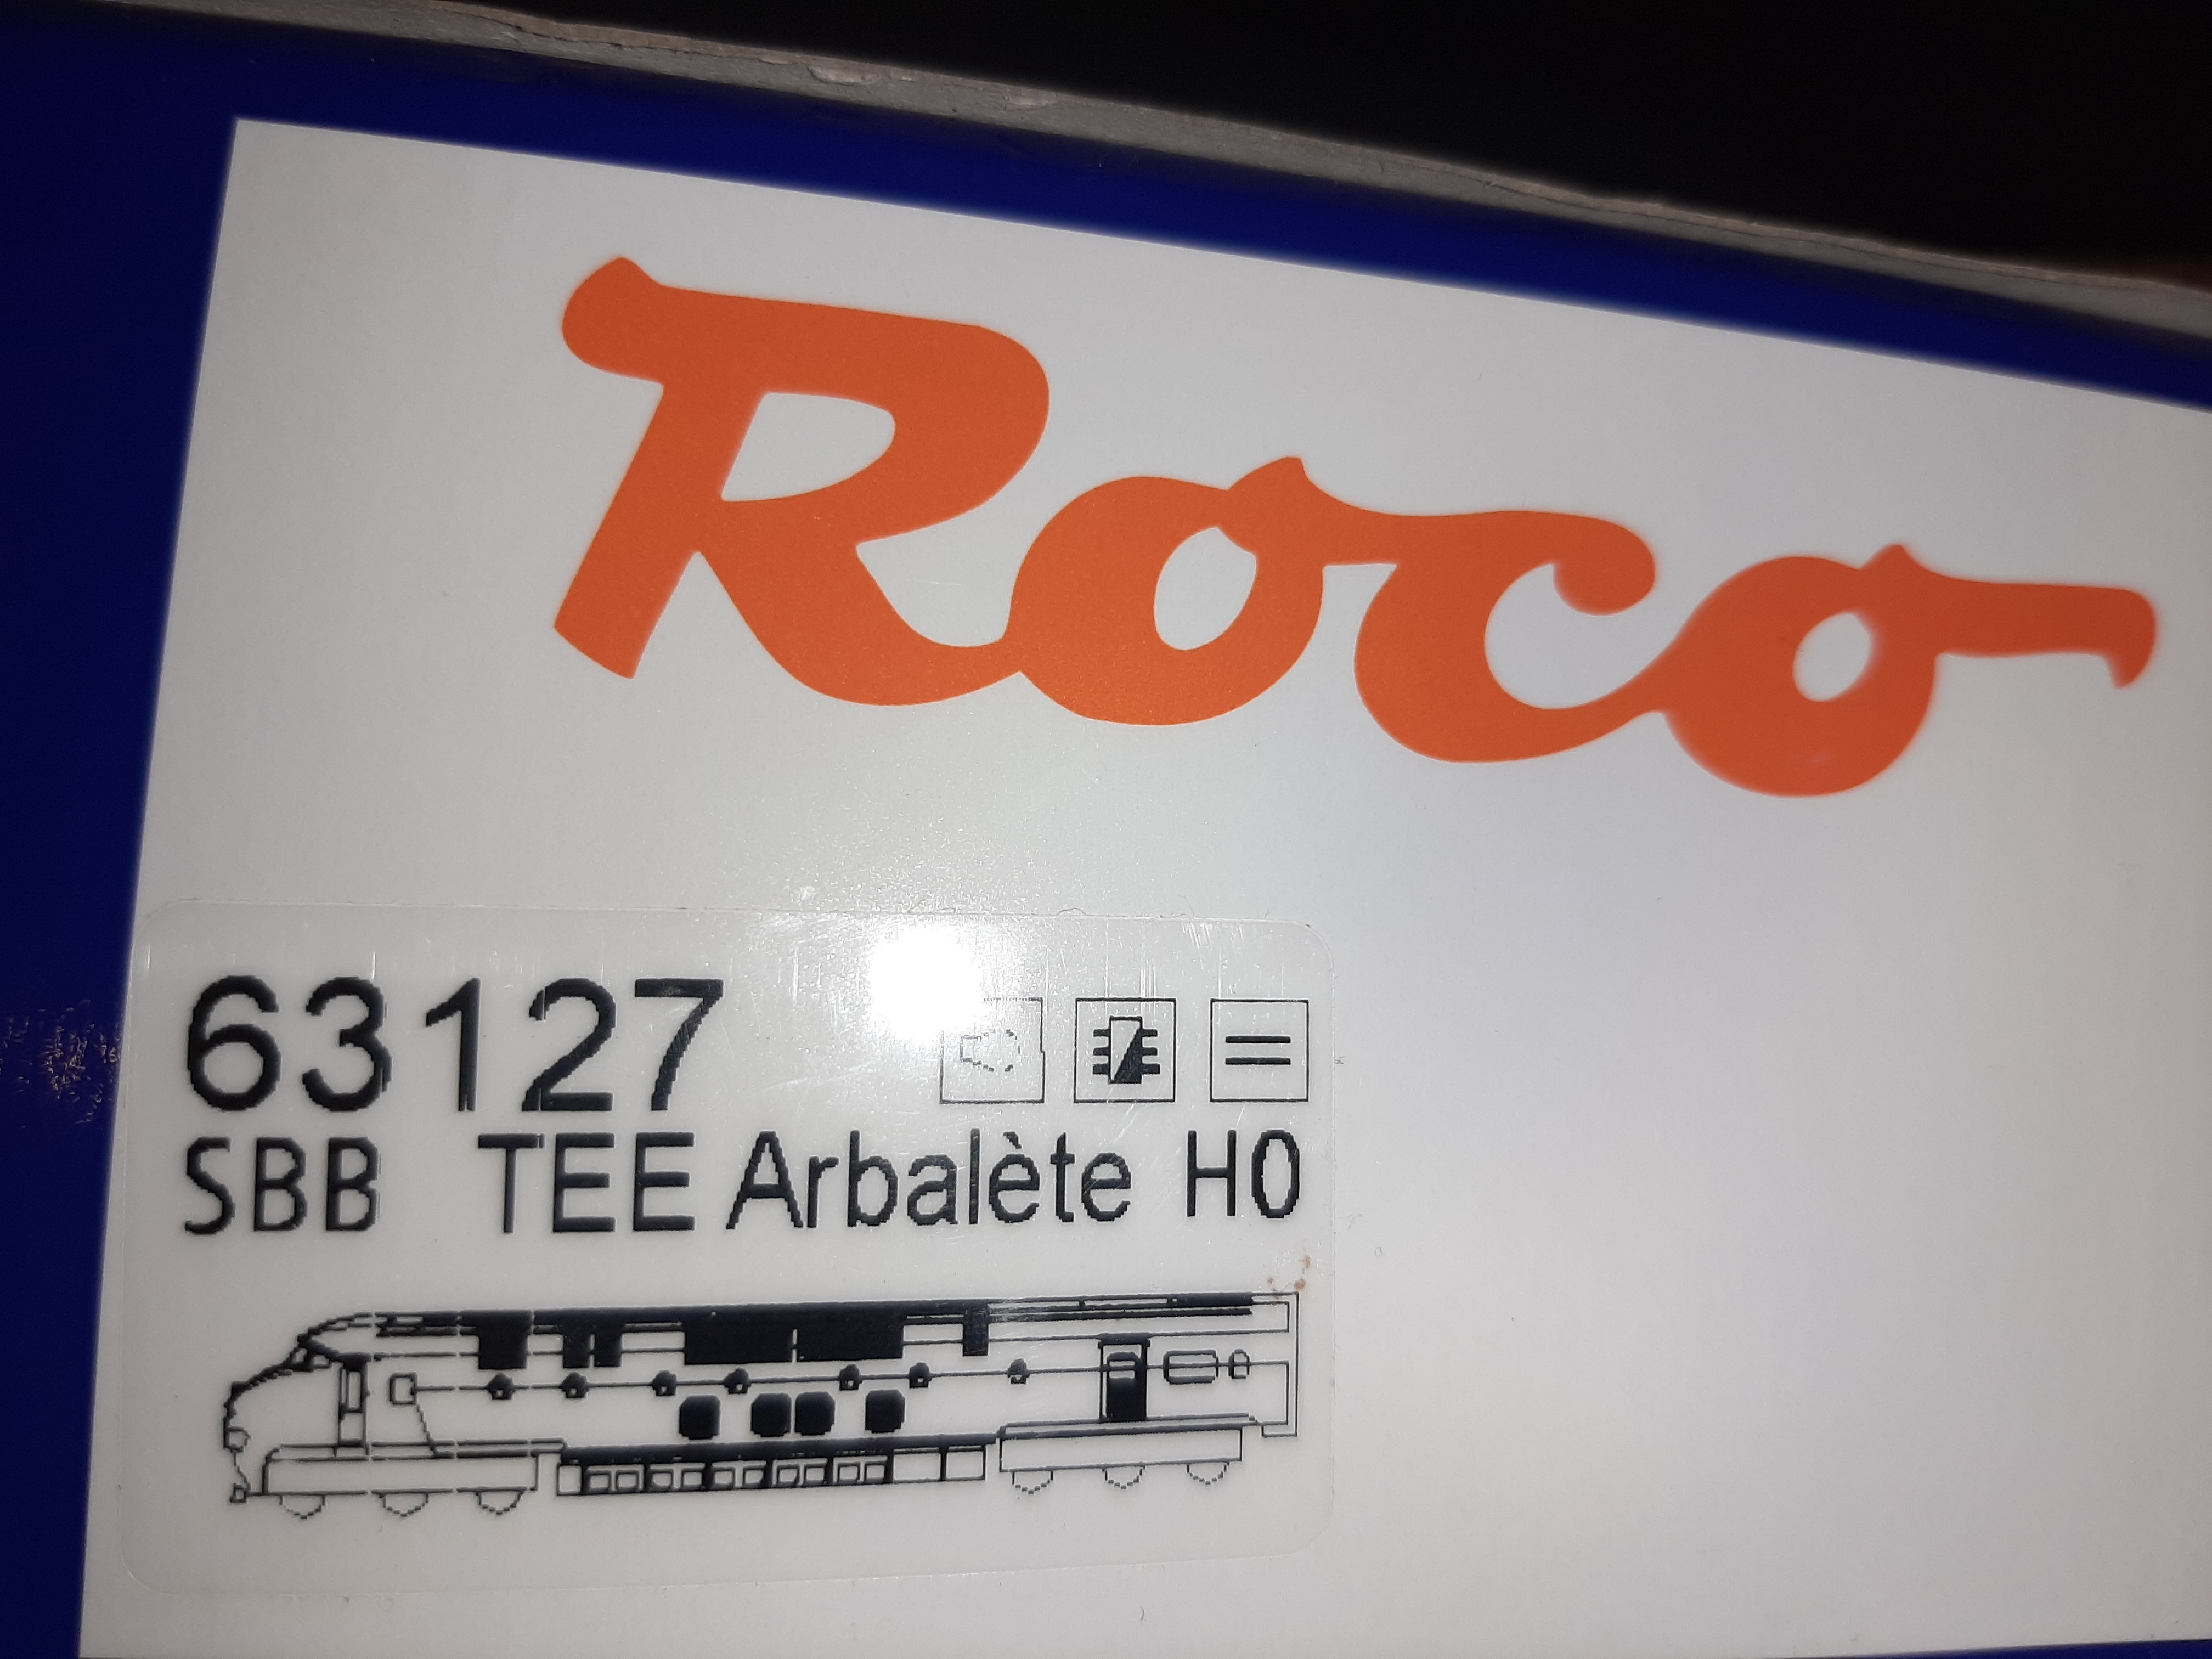 Roco
63127
SBB TEE Arbalète H0